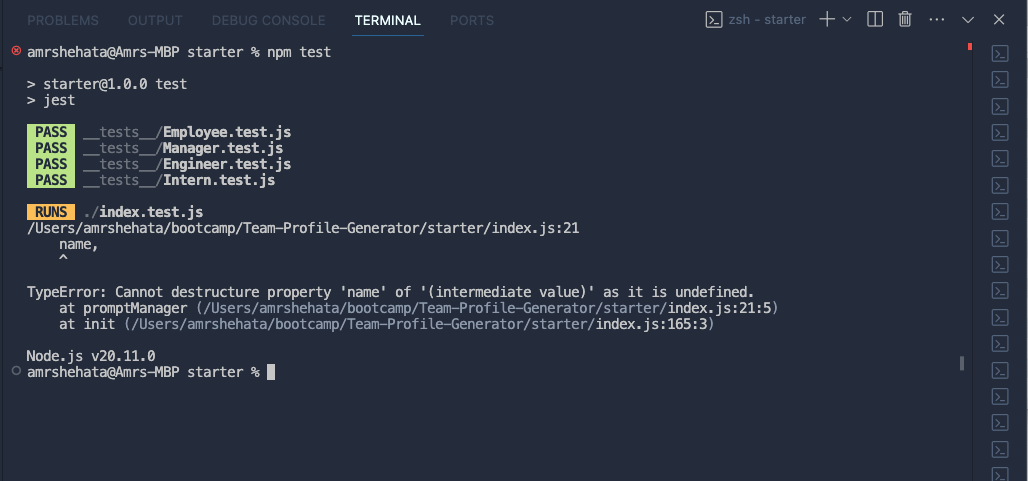 PROBLEMS OUTPUT DEBUG CONSOLE TERMINAL PORTS zsh - starter
amrshehata@Amrs-MBP starter % npm test
> starter@1.0.0 test
> jest
PASS __tests__/Employee.test.js
PASS __tests__/Manager.test.js
PASS __tests__/Engineer.test.js
PASS __tests__/Intern.test.js
RUNS ./index.test.js
/Users/amrshehata/bootcamp/Team-Profile-Generator/starter/index.js:21
name,
^
TypeError: Cannot destructure property 'name' of '(intermediate value)' as it is undefined.
at promptManager (/Users/amrshehata/bootcamp/Team-Profile-Generator/starter/index.js:21:5)
at init (/Users/amrshehata/bootcamp/Team-Profile-Generator/starter/index.js:165:3)
Node.js v20.11.0
amrshehata@Amrs-MBP starter %